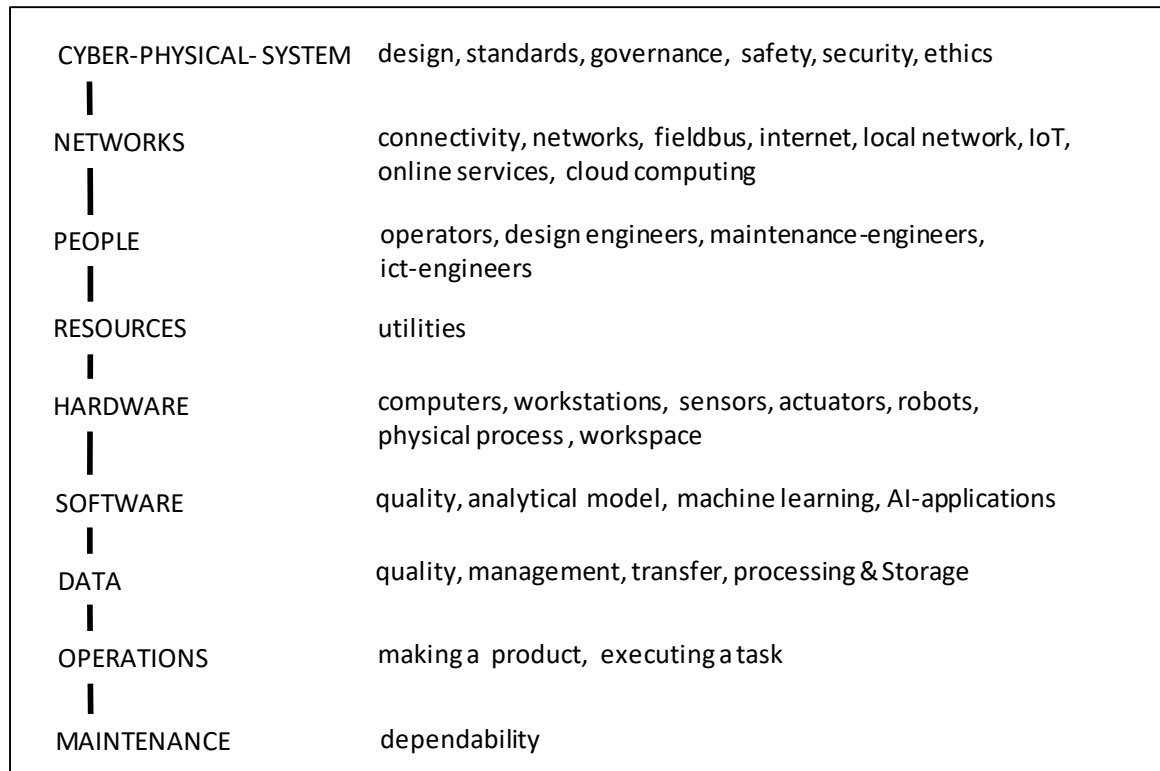 CYBER-PHYSICAL- SYSTEM design, standards, governance, safety, security, ethics
NETWORKS connectivity, networks, fieldbus, internet, local network, IoT,
online services, cloud computing
PEOPLE operators, design engineers, maintenance-engineers,
ict-engineers
RESOURCES utilities
HARDWARE computers, workstations, sensors, actuators, robots,
physical process , workspace
SOFTWARE quality, analytical model, machine learning, AI-applications
DATA quality, management, transfer, processing & Storage
OPERATIONS making a product, executing a task
MAINTENANCE dependability